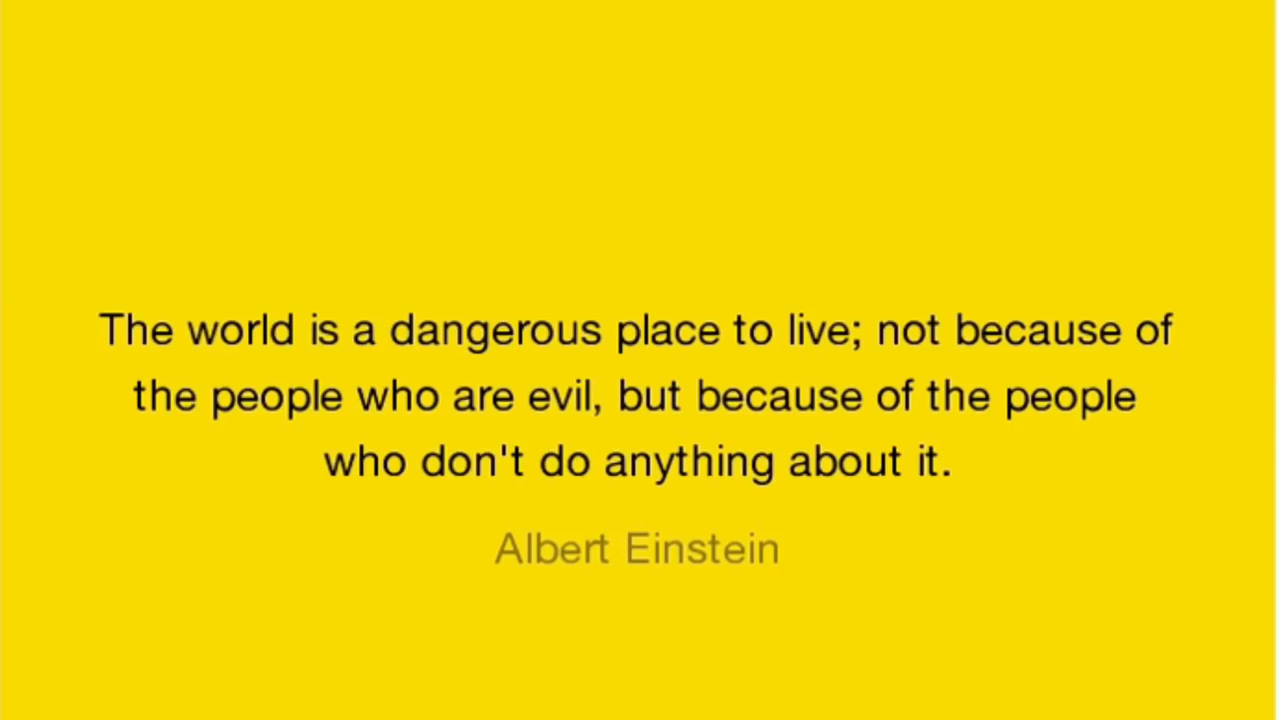 The world is a dangerous place to live; not because of
the people who are evil, but because of the people
who don't do anything about it.
Albert Einstein